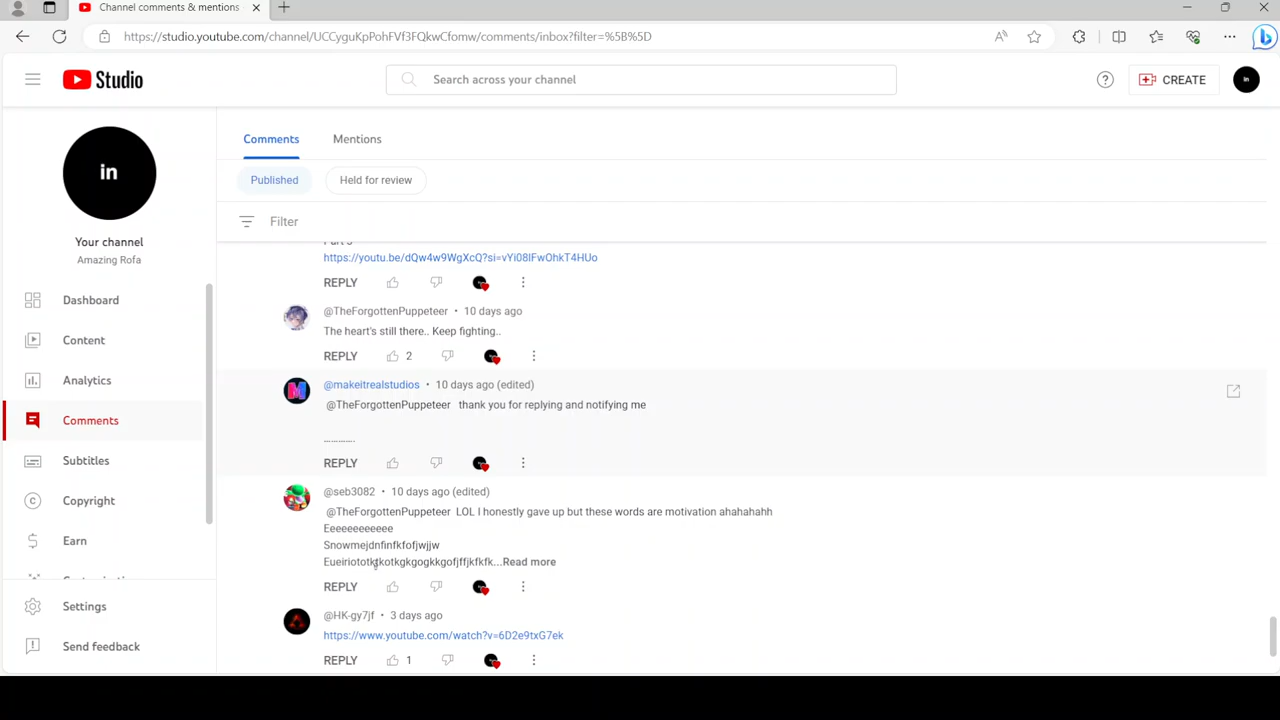 Channel comments & mentions
https://studio.youtube.com/channel/UCCyguKpPohFVf3FQkwCfomw/comments/inbox?filter=%5B%5D
Studio
Search across your channel
CREATE
in
in
Your channel
Amazing Rofa
Dashboard
Content
Analytics
Comments
Subtitles
Copyright
Earn
Settings
Send feedback
Comments Mentions
Published Held for review
Filter
https://youtu.be/dQw4w9WgXcQ?si=vYi08IFwOhkT4HUo
REPLY
@TheForgottenPuppeteer • 10 days ago
The heart's still there.. Keep fighting..
REPLY 2
@makeitrealstudios • 10 days ago (edited)
@TheForgottenPuppeteer thank you for replying and notifying me
.............
REPLY
@seb3082 • 10 days ago (edited)
@TheForgottenPuppeteer LOL I honestly gave up but these words are motivation ahahahahh
Eeeeeeeeeeee
Snowmejdnfinfkfofjwjjw
...Read more
REPLY
@HK-gy7jf • 3 days ago
https://www.youtube.com/watch?v=6D2e9txG7ek
REPLY 1